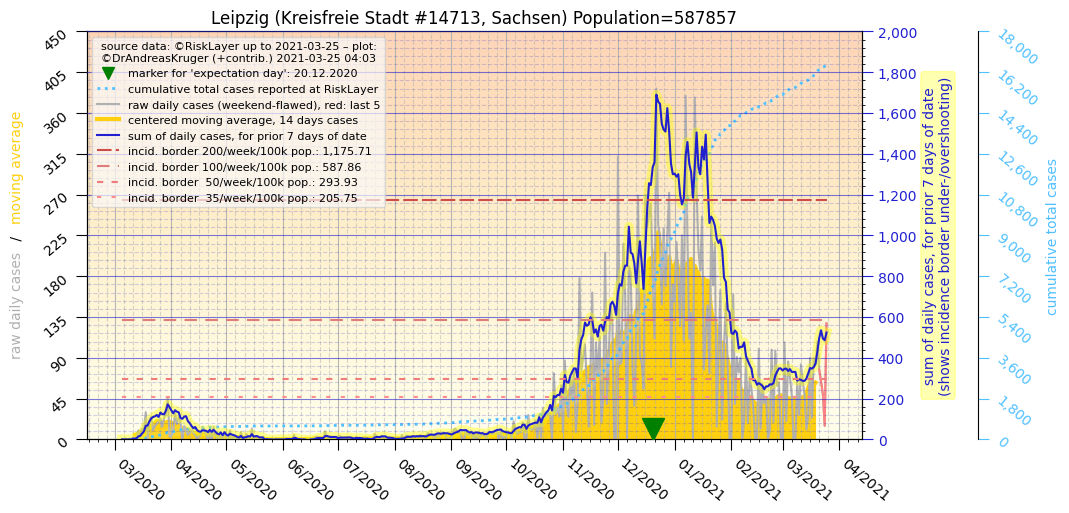 Leipzig (Kreisfreie Stadt #14713, Sachsen) Population=587857
source data: ©RiskLayer up to 2021-03-25 – plot:
©DrAndreasKruger (+contrib.) 2021-03-25 04:03
marker for 'expectation day': 20.12.2020
cumulative total cases reported at RiskLayer
raw daily cases (weekend-flawed), red: last 5
centered moving average, 14 days cases
sum of daily cases, for prior 7 days of date
incid. border 200/week/100k pop.: 1,175.71
incid. border 100/week/100k pop.: 587.86
incid. border  50/week/100k pop.: 293.93
incid. border  35/week/100k pop.: 205.75
raw daily cases / moving average
450
405
360
315
270
225
180
135
90
45
0
03/2020
04/2020
05/2020
06/2020
07/2020
08/2020
09/2020
10/2020
11/2020
12/2020
01/2021
02/2021
03/2021
04/2021
2,000
1,800
1,600
1,400
1,200
1,000
800
600
400
200
0
sum of daily cases, for prior 7 days of date
(shows incidence border under-/overshooting)
18,000
16,200
14,400
12,600
10,800
9,000
7,200
5,400
3,600
1,800
0
cumulative total cases